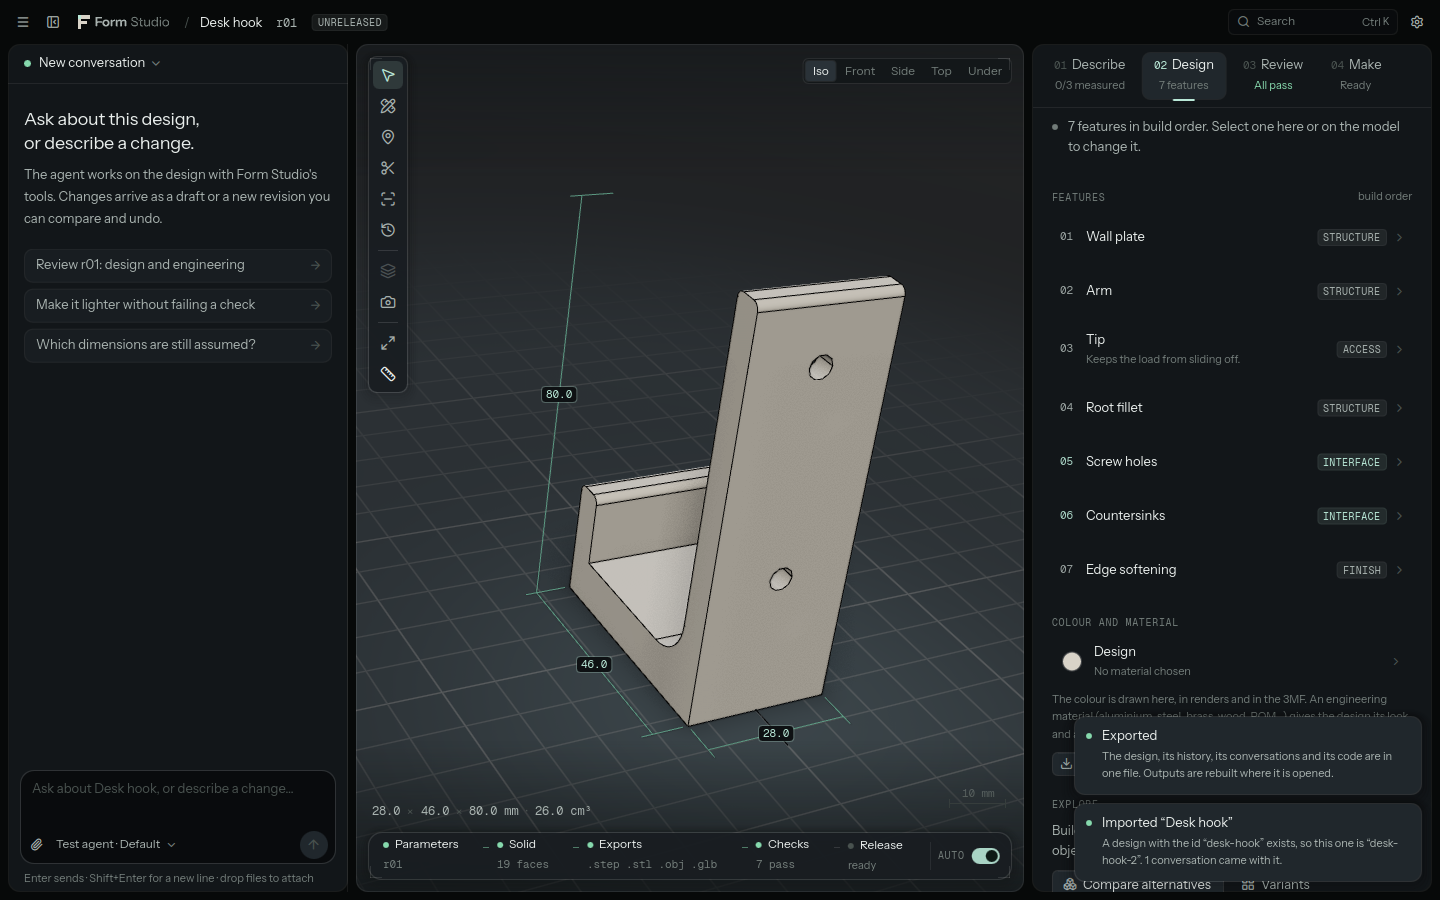 Form Studio / Desk hook r01 UNRELEASED
Search Ctrl K
New conversation
Ask about this design,
or describe a change.
The agent works on the design with Form Studio's
tools. Changes arrive as a draft or a new revision you
can compare and undo.
Review r01: design and engineering
Make it lighter without failing a check
Which dimensions are still assumed?
Ask about Desk hook, or describe a change...
Test agent · Default
Enter sends · Shift+Enter for a new line · drop files to attach
Iso Front Side Top Under
80.0
46.0
28.0
10 mm
28.0 × 46.0 × 80.0 mm · 26.0 cm³
Parameters – Solid – Exports – Checks – Release
r01 19 faces .step .stl .obj .glb 7 pass ready
AUTO
01 Describe 02 Design 03 Review 04 Make
0/3 measured 7 features All pass Ready
7 features in build order. Select one here or on the model
to change it.
FEATURES build order
01 Wall plate STRUCTURE
02 Arm STRUCTURE
03 Tip ACCESS
Keeps the load from sliding off.
04 Root fillet STRUCTURE
05 Screw holes INTERFACE
06 Countersinks INTERFACE
07 Edge softening FINISH
COLOUR AND MATERIAL
Design
No material chosen
The colour is drawn here, in renders and in the 3MF. An engineering
material (aluminium, steel, brass, wood, POM…) gives the design its look
Exported
The design, its history, its conversations and its code are in
one file. Outputs are rebuilt where it is opened.
EXPLORE
Imported “Desk hook”
A design with the id “desk-hook” exists, so this one is “desk-
hook-2”. 1 conversation came with it.
Compare alternatives Variants